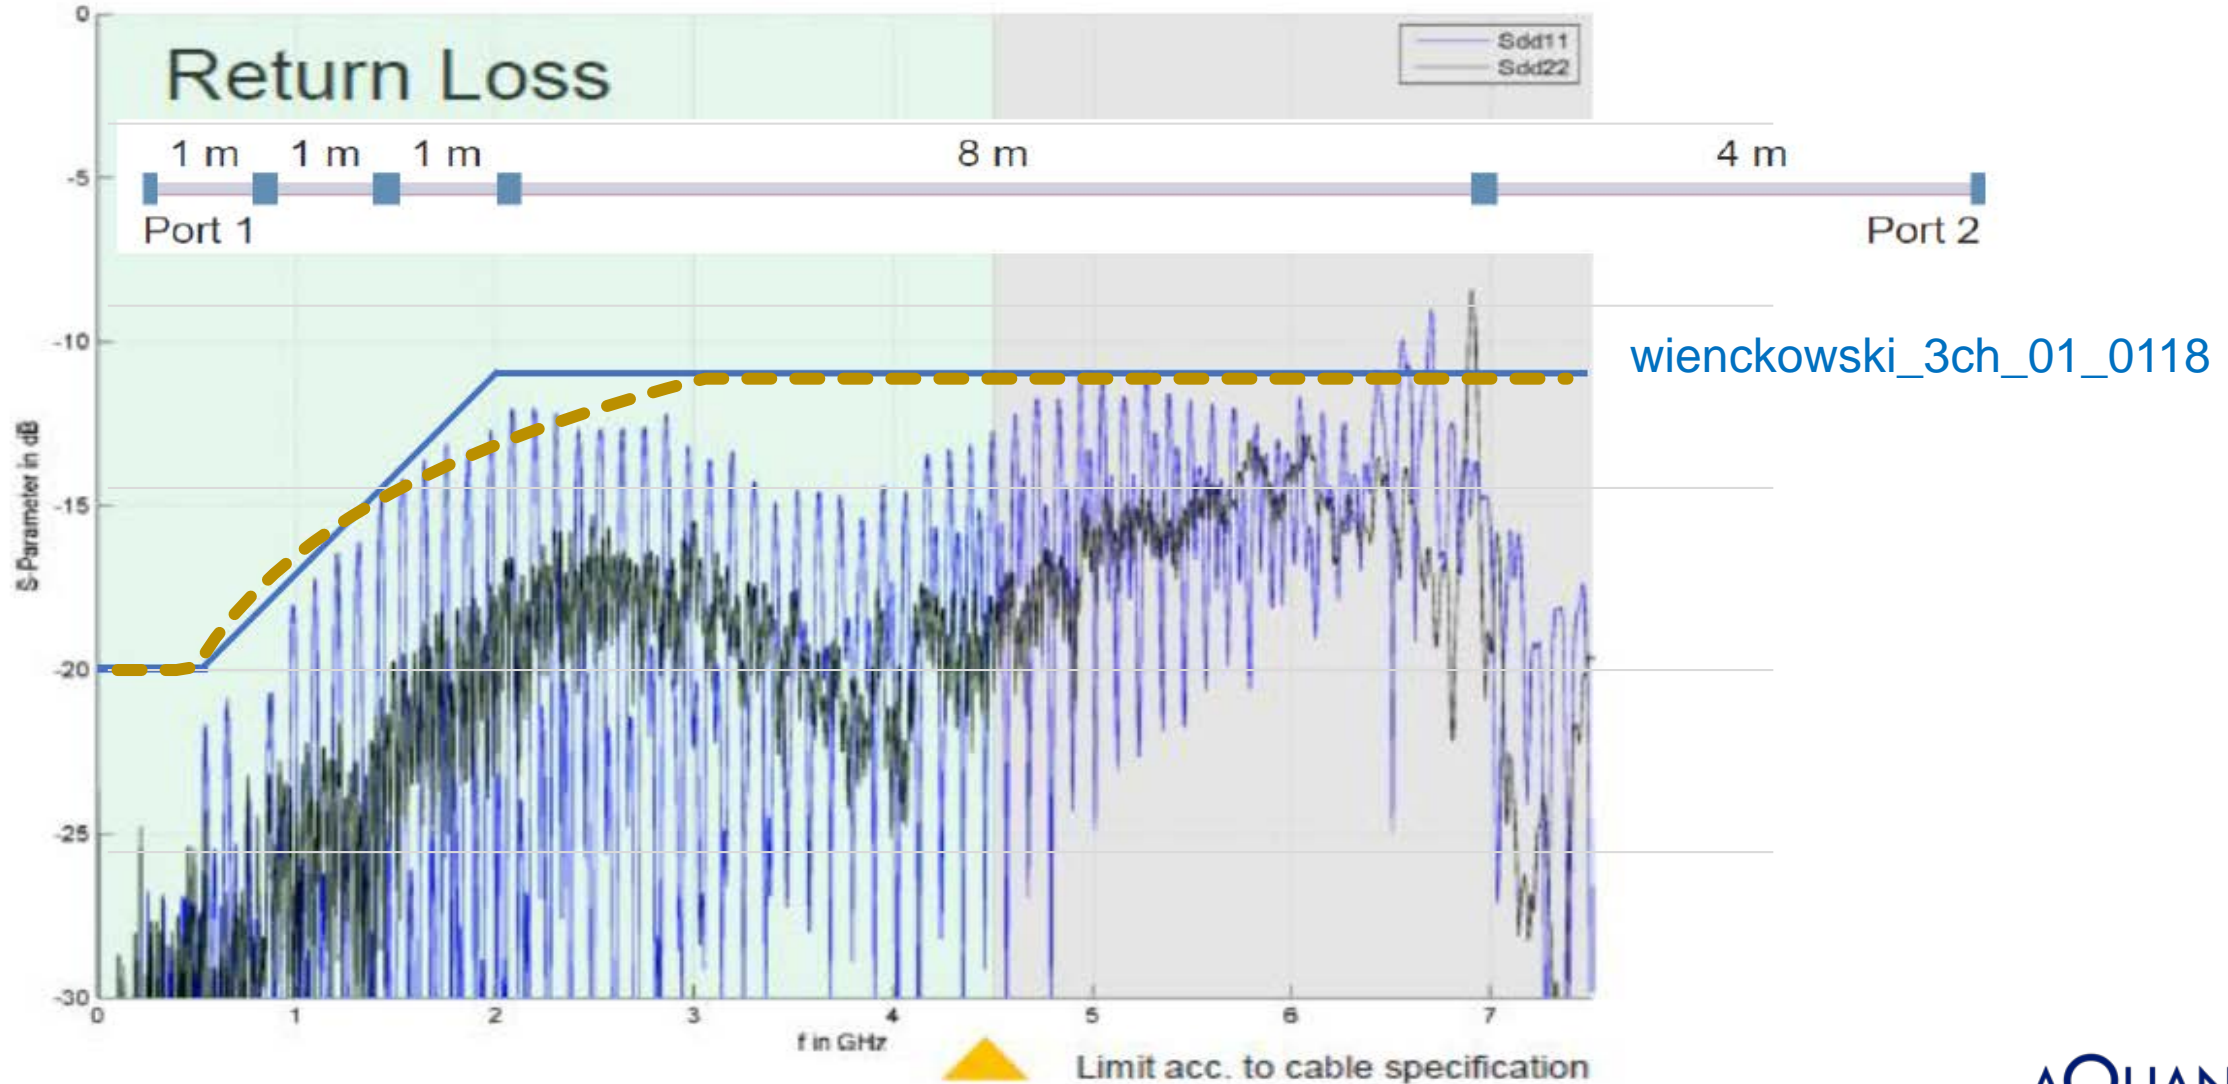 0
Return Loss
Sdd11
Sdd22
1 m 1 m 1 m 8 m 4 m
-5
Port 1 Port 2
-10
wienckowski_3ch_01_0118
S-Parameter in dB
-15
-20
-25
-30
0 1 2 3 4 5 6 7
f in GHz
Limit acc. to cable specification